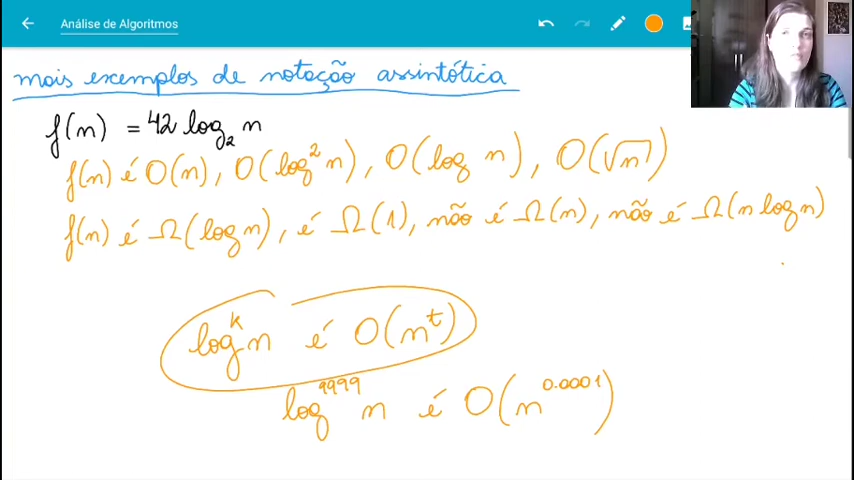 Análise de Algoritmos
mais exemplos de notação assintótica
f(n) = 42 log₂ n
f(n) é O(n), O(log² n), O(log n), O(√n)
f(n) é Ω(log n), é Ω(1), não é Ω(n), não é Ω(n log n)
logᵏ n é O(nᵗ)
log⁹⁹⁹⁹ n é O(n^0.0001)